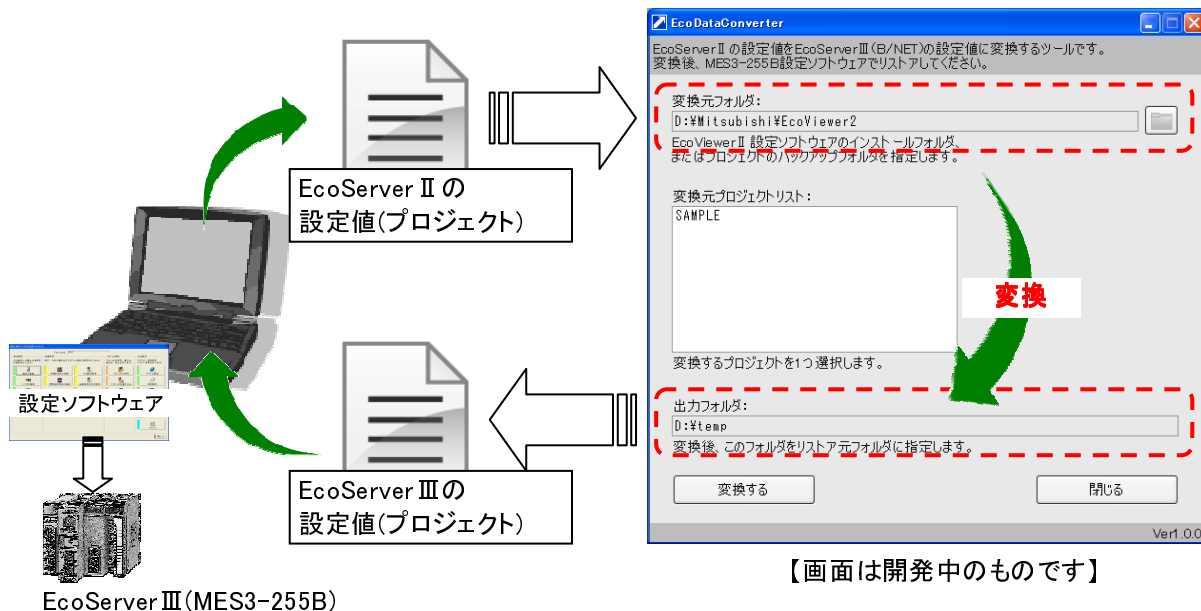 EcoServerⅡの
設定値(プロジェクト)
設定ソフトウェア
EcoServerⅢの
設定値(プロジェクト)
EcoServerⅢ(MES3-255B)
EcoDataConverter
EcoServerⅡの設定値をEcoServerⅢ(B/NET)の設定値に変換するツールです。
変換後、MES3-255B設定ソフトウェアでリストアしてください。
変換元フォルダ:
D:¥Mitsubishi¥EcoViewer2
EcoViewerⅡ 設定ソフトウェアのインストールフォルダ、
またはプロジェクトのバックアップフォルダを指定します。
変換元プロジェクトリスト:
SAMPLE
変換
変換するプロジェクトを1つ選択します。
出力フォルダ:
D:¥temp
変換後、このフォルダをリストア元フォルダに指定します。
変換する
閉じる
Ver1.0.0
【画面は開発中のものです】